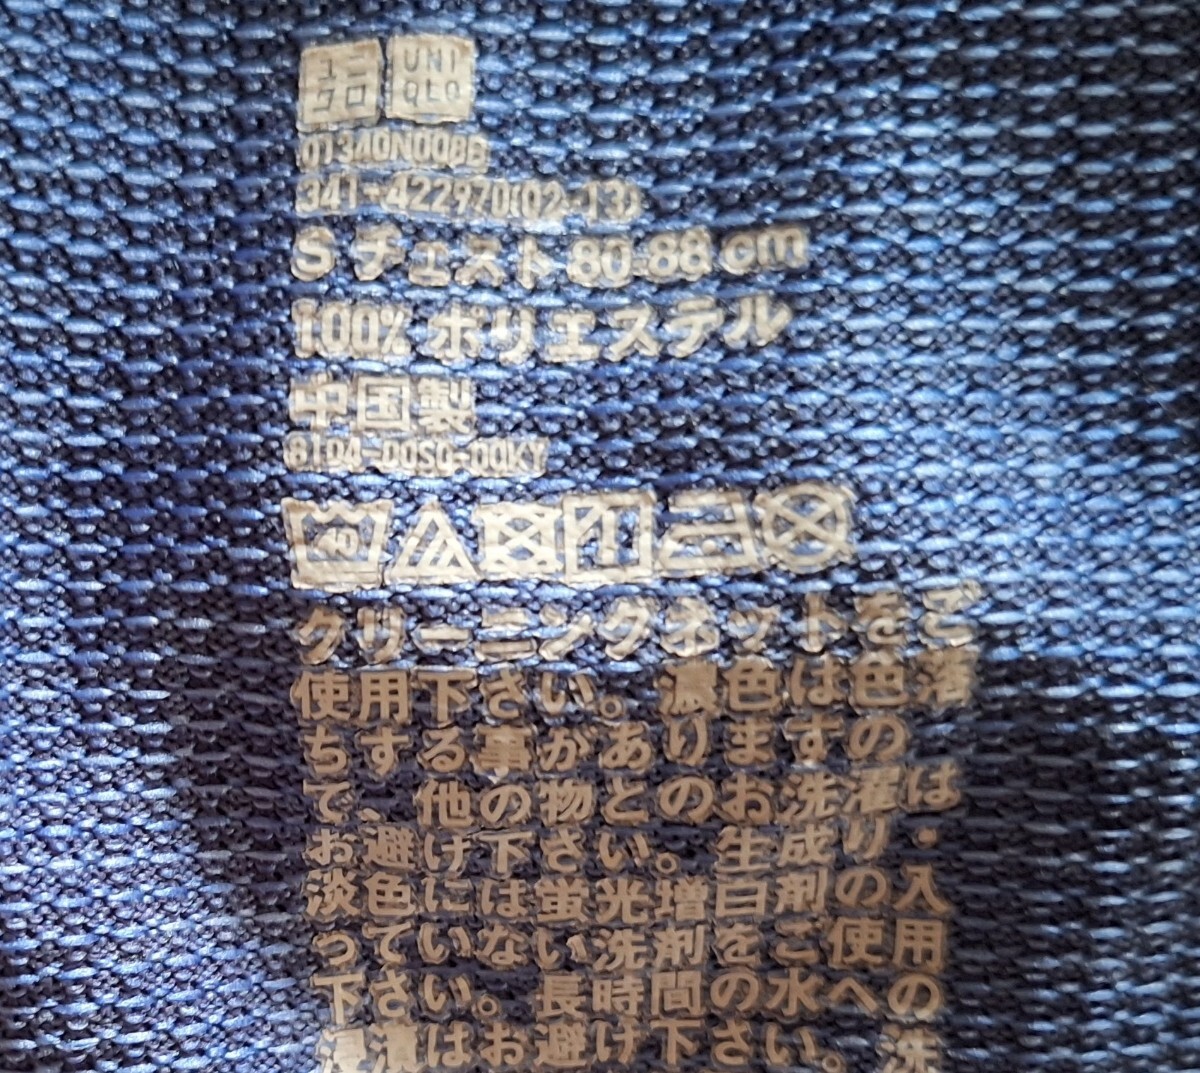 ユニ
クロ
UNI
QLO
01340N008B
341-422970(02-13)
S チェスト 80-88 cm
100% ポリエステル
中国製
40
クリーニングネットをご
使用下さい。濃色は色落
ちする事がありますの
で、他の物とのお洗濯は
お避け下さい。生成り・
淡色には蛍光増白剤の入
っていない洗剤をご使用
下さい。長時間の水への
浸漬はお避け下さい。洗